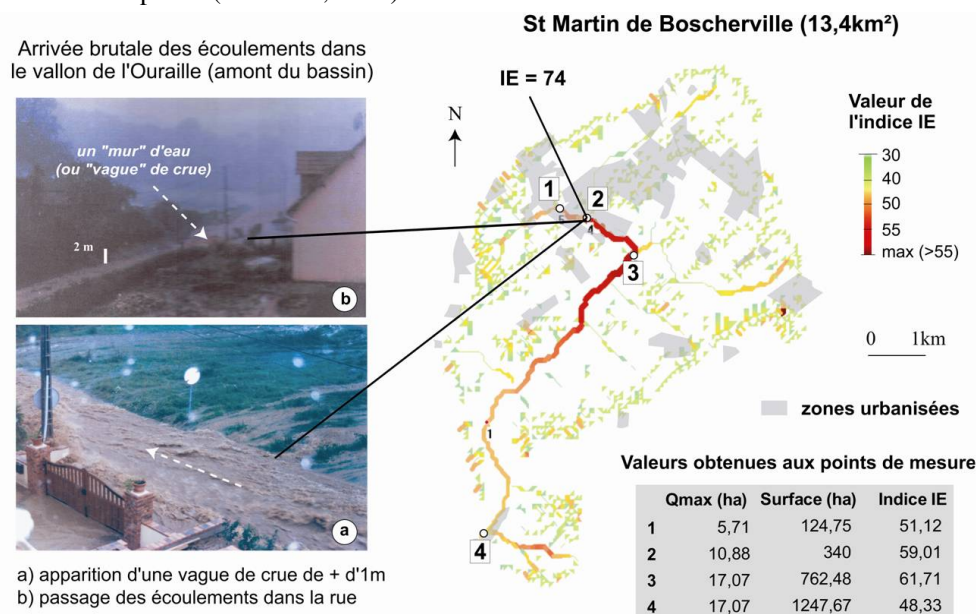 St Martin de Boscherville (13,4km²)
Arrivée brutale des écoulements dans
le vallon de l'Ouraille (amont du bassin)
IE = 74
un "mur" d'eau
(ou "vague" de crue)
2 m
b
a
a) apparition d'une vague de crue de + d'1m
b) passage des écoulements dans la rue
N
1
2
3
4
1
Valeur de
l'indice IE
30
40
50
55
max (>55)
0 1km
zones urbanisées
Valeurs obtenues aux points de mesure
Qmax (ha) Surface (ha) Indice IE
1 5,71 124,75 51,12
2 10,88 340 59,01
3 17,07 762,48 61,71
4 17,07 1247,67 48,33